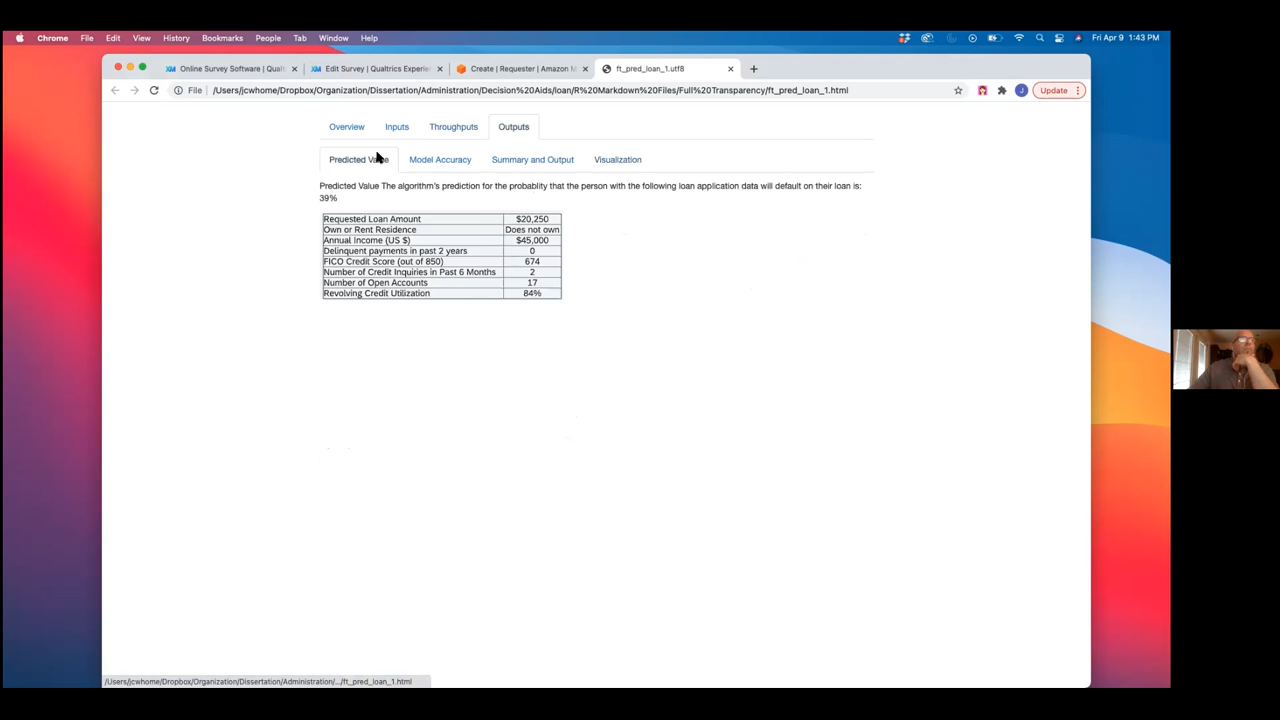 Chrome File Edit View History Bookmarks People Tab Window Help Fri Apr 9 1:43 PM
Online Survey Software | Qualt Edit Survey | Qualtrics Experie Create | Requester | Amazon M ft_pred_loan_1.utf8
File /Users/jcwhome/Dropbox/Organization/Dissertation/Administration/Decision%20Aids/loan/R%20Markdown%20Files/Full%20Transparency/ft_pred_loan_1.html J Update
Overview Inputs Throughputs Outputs
Predicted Value Model Accuracy Summary and Output Visualization
Predicted Value The algorithm's prediction for the probablity that the person with the following loan application data will default on their loan is:
39%
Requested Loan Amount $20,250
Own or Rent Residence Does not own
Annual Income (US $) $45,000
Delinquent payments in past 2 years 0
FICO Credit Score (out of 850) 674
Number of Credit Inquiries in Past 6 Months 2
Number of Open Accounts 17
Revolving Credit Utilization 84%
/Users/jcwhome/Dropbox/Organization/Dissertation/Administration/.../ft_pred_loan_1.html